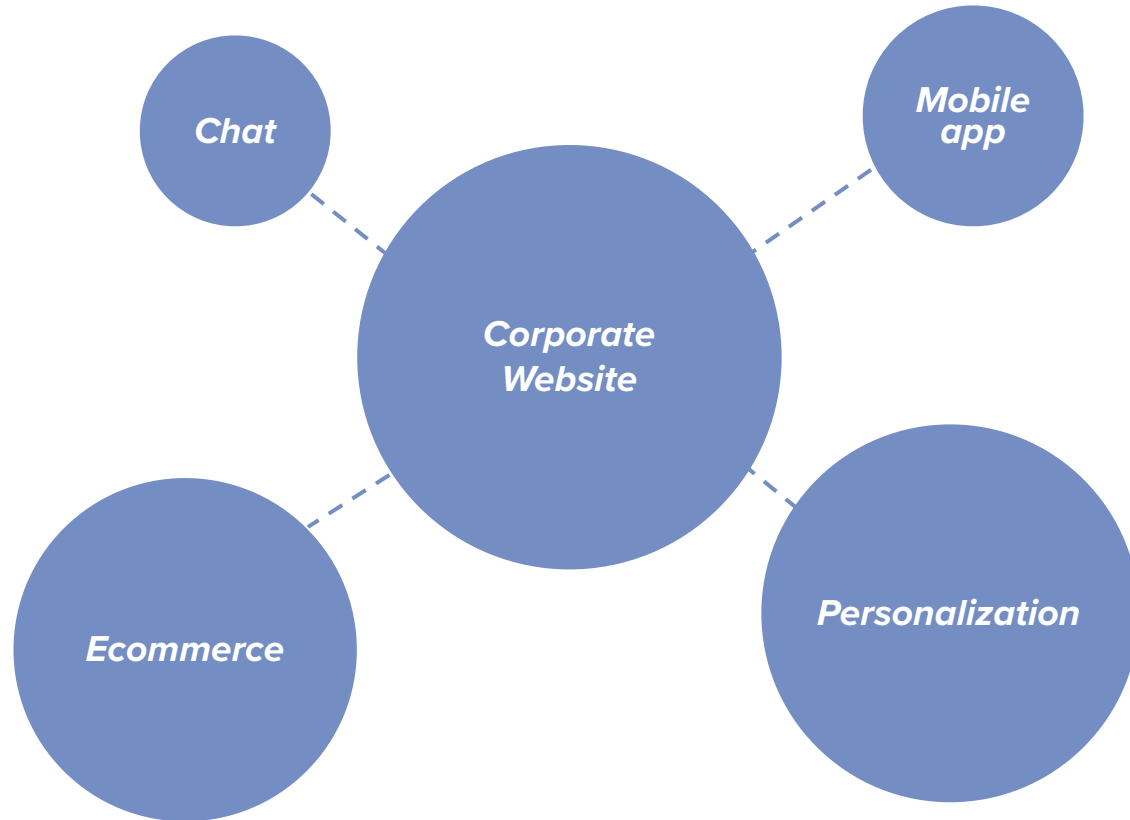 Chat
Mobile
app
Corporate
Website
Ecommerce
Personalization